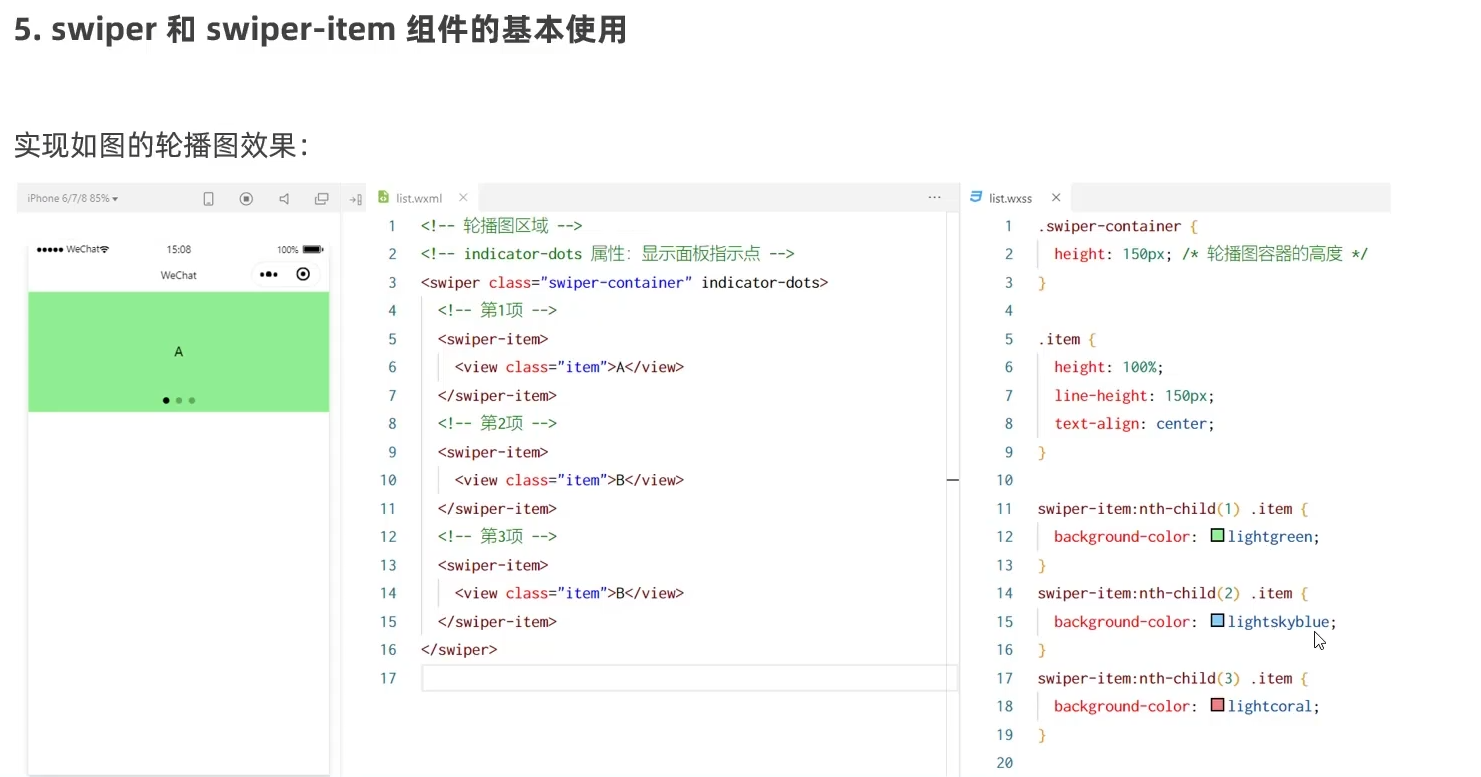 5. swiper 和 swiper-item 组件的基本使用
实现如图的轮播图效果：
iPhone 6/7/8 85%
WeChat 15:08 100%
WeChat
A
list.wxml
1 <!-- 轮播图区域 -->
2 <!-- indicator-dots 属性：显示面板指示点 -->
3 <swiper class="swiper-container" indicator-dots>
4 <!-- 第1项 -->
5 <swiper-item>
6 <view class="item">A</view>
7 </swiper-item>
8 <!-- 第2项 -->
9 <swiper-item>
10 <view class="item">B</view>
11 </swiper-item>
12 <!-- 第3项 -->
13 <swiper-item>
14 <view class="item">B</view>
15 </swiper-item>
16 </swiper>
17
list.wxss
1 .swiper-container {
2 height: 150px; /* 轮播图容器的高度 */
3 }
4
5 .item {
6 height: 100%;
7 line-height: 150px;
8 text-align: center;
9 }
10
11 swiper-item:nth-child(1) .item {
12 background-color: lightgreen;
13 }
14 swiper-item:nth-child(2) .item {
15 background-color: lightskyblue;
16 }
17 swiper-item:nth-child(3) .item {
18 background-color: lightcoral;
19 }
20